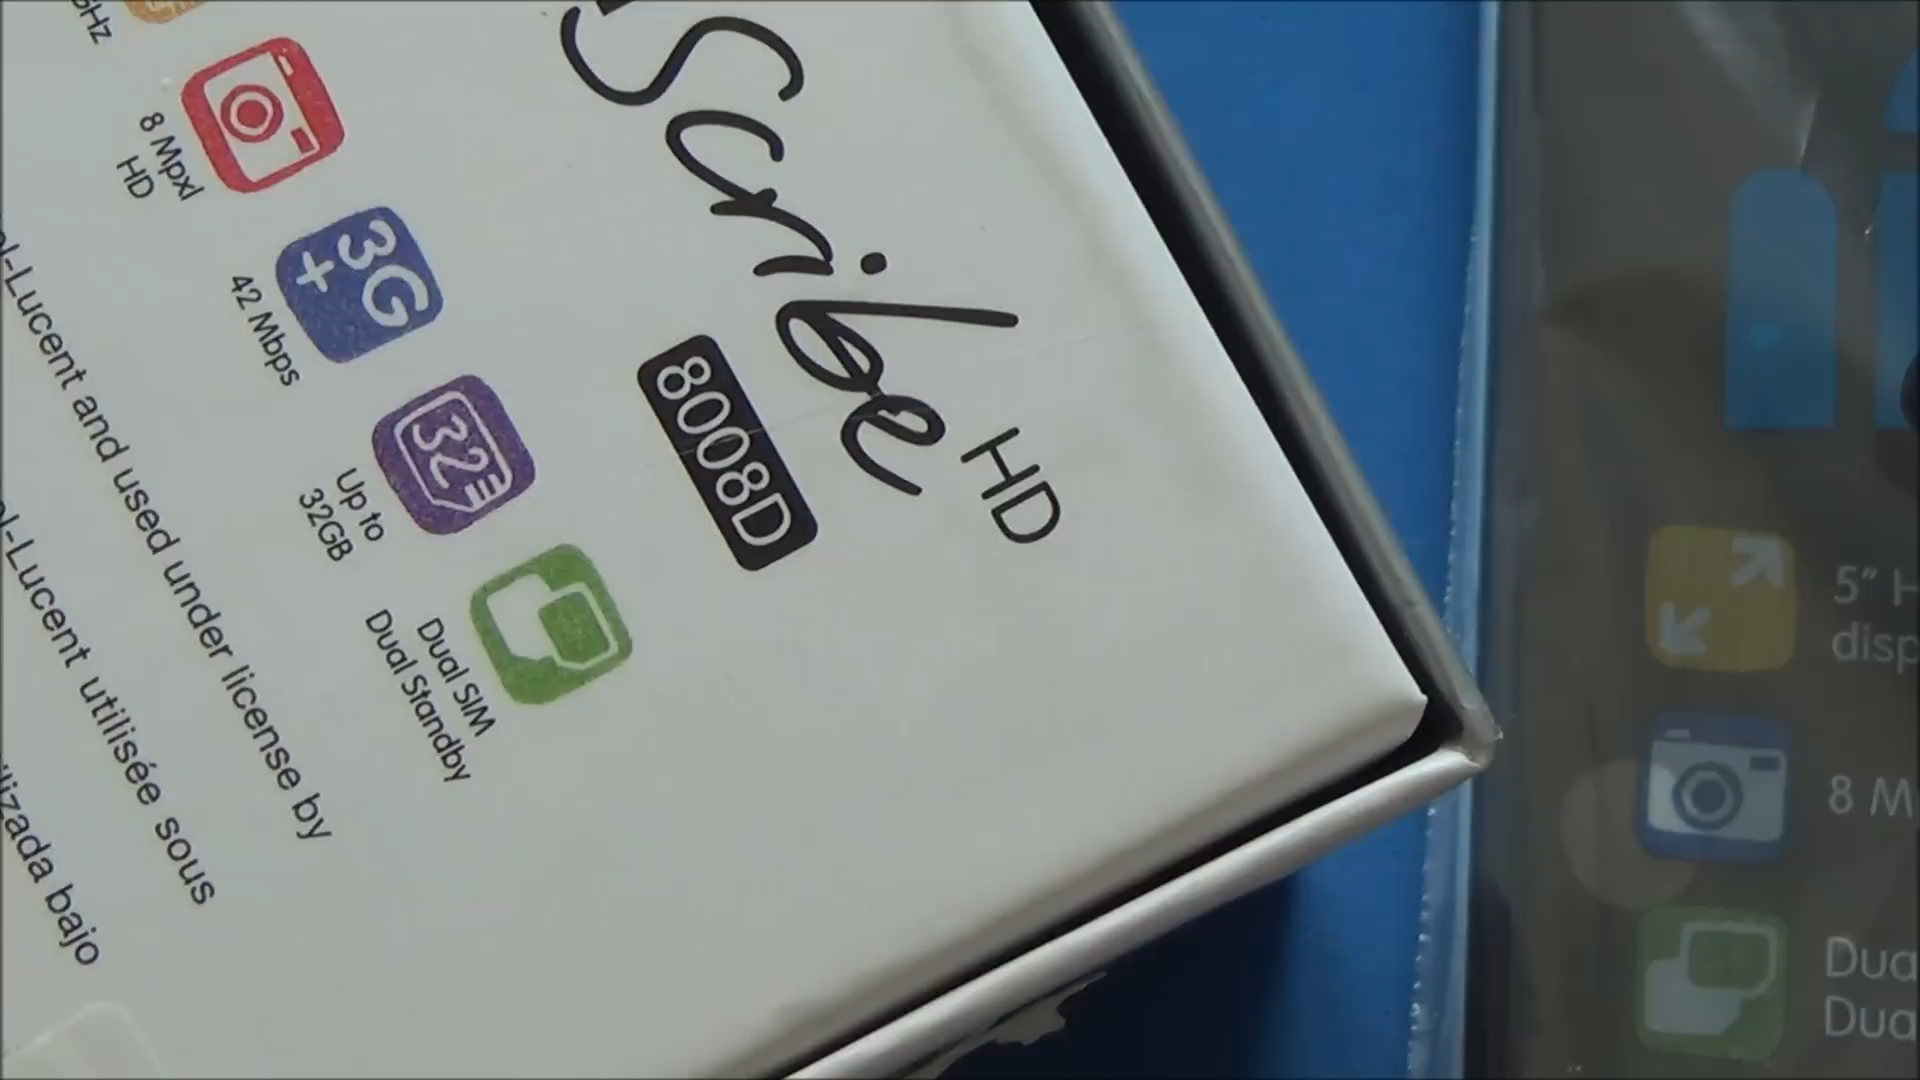 Scribe HD
8008D
8 Mpxl
HD
3G
+
42 Mbps
32
Up to
32GB
Dual SIM
Dual Standby
-Lucent and used under license by
-Lucent utilisée sous
bajo
5"
8